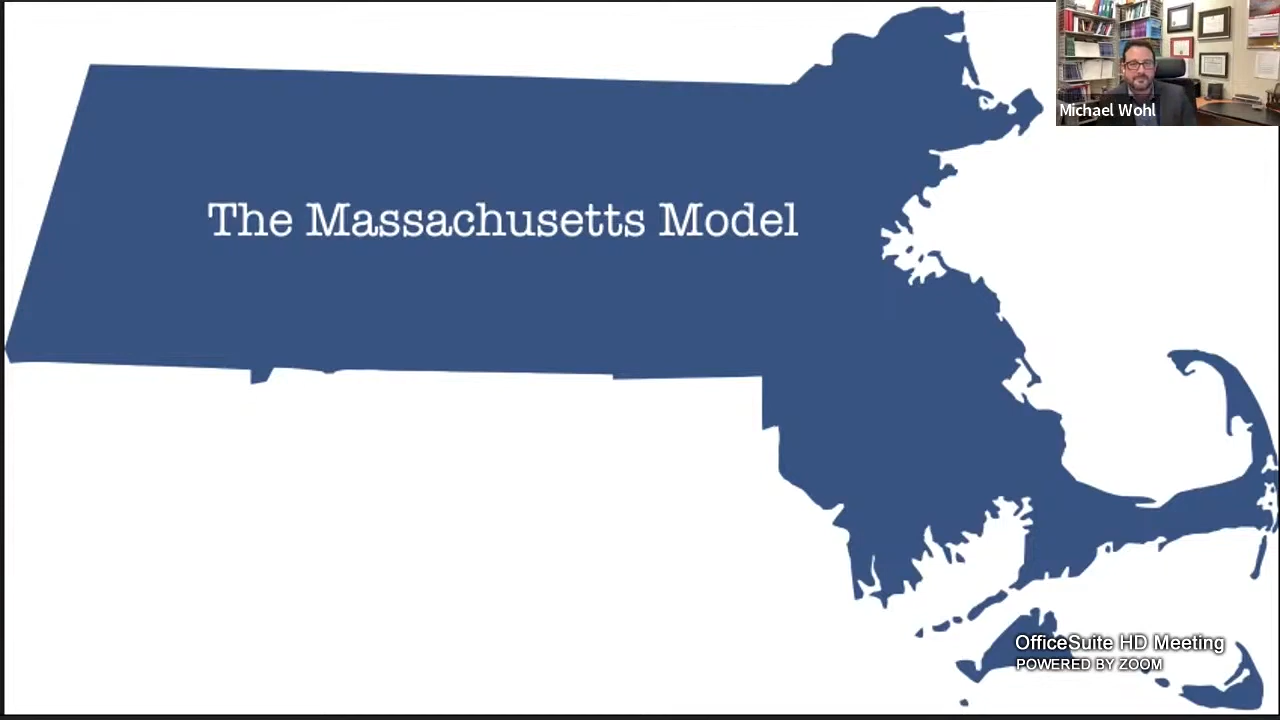 Michael Wohl
The Massachusetts Model
OfficeSuite HD Meeting
POWERED BY ZOOM